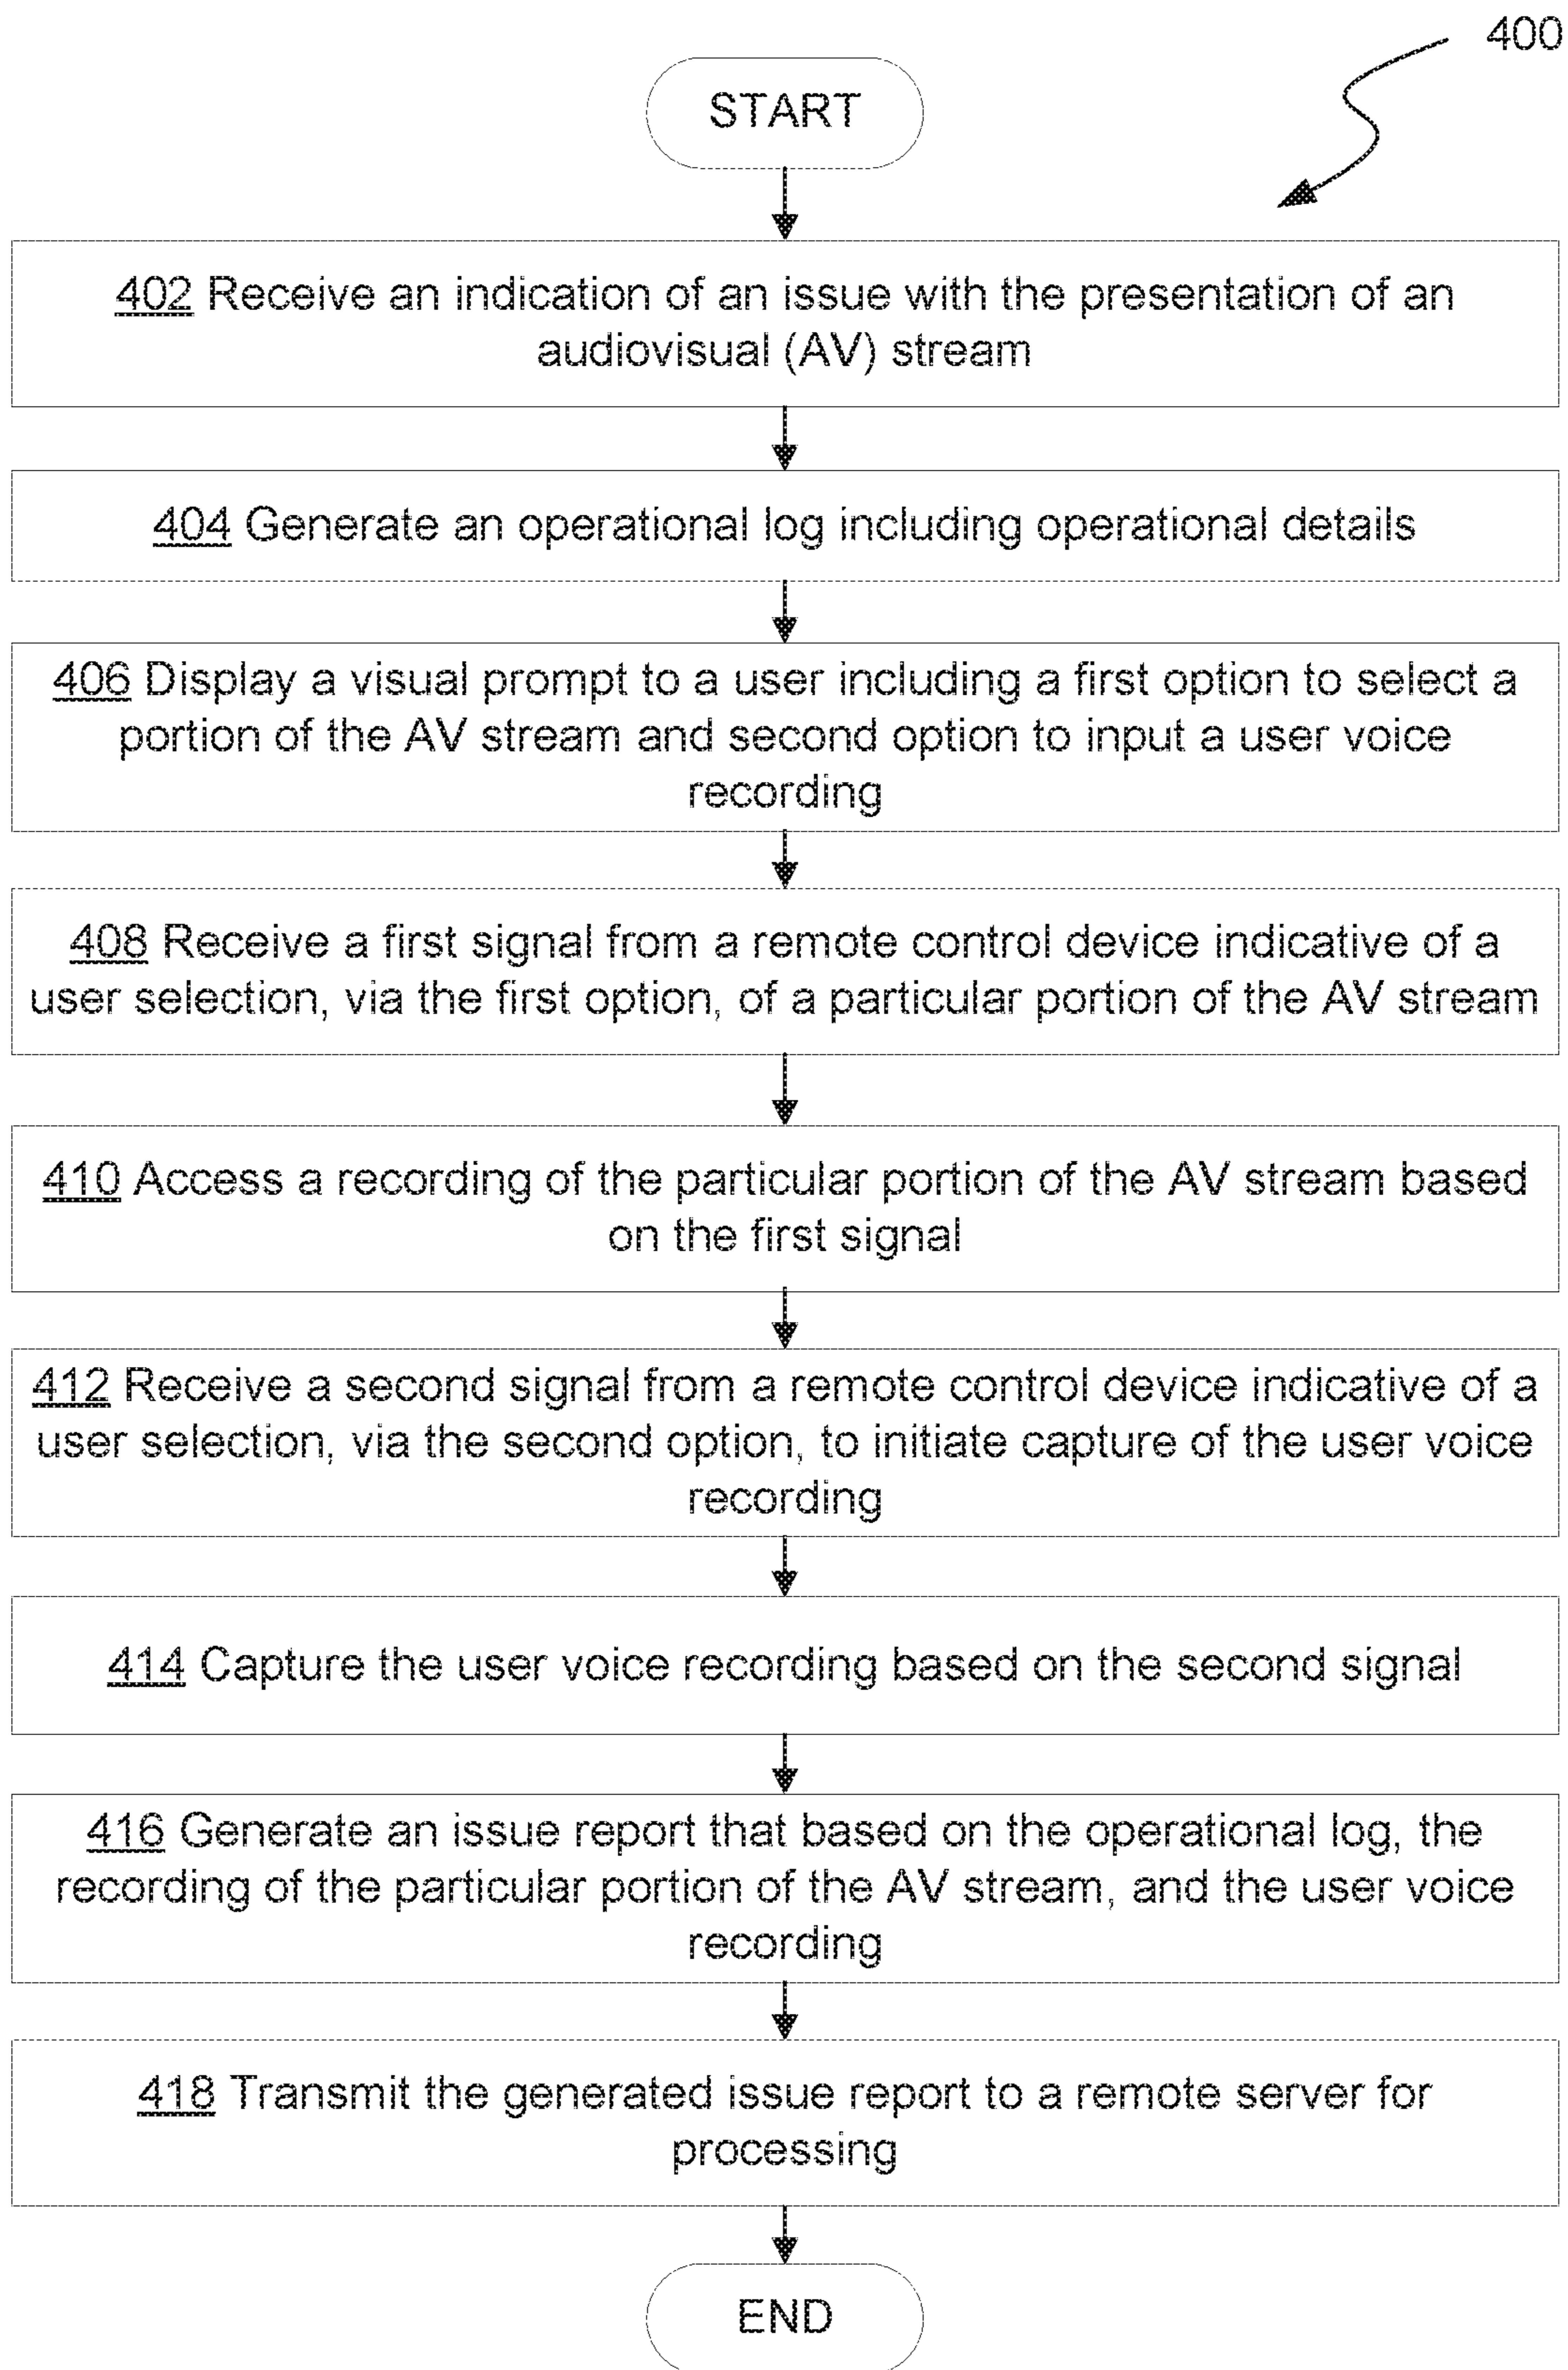 400
START
402 Receive an indication of an issue with the presentation of an
audiovisual (AV) stream
404 Generate an operational log including operational details
406 Display a visual prompt to a user including a first option to select a
portion of the AV stream and second option to input a user voice
recording
408 Receive a first signal from a remote control device indicative of a
user selection, via the first option, of a particular portion of the AV stream
410 Access a recording of the particular portion of the AV stream based
on the first signal
412 Receive a second signal from a remote control device indicative of a
user selection, via the second option, to initiate capture of the user voice
recording
414 Capture the user voice recording based on the second signal
416 Generate an issue report that based on the operational log, the
recording of the particular portion of the AV stream, and the user voice
recording
418 Transmit the generated issue report to a remote server for
processing
END